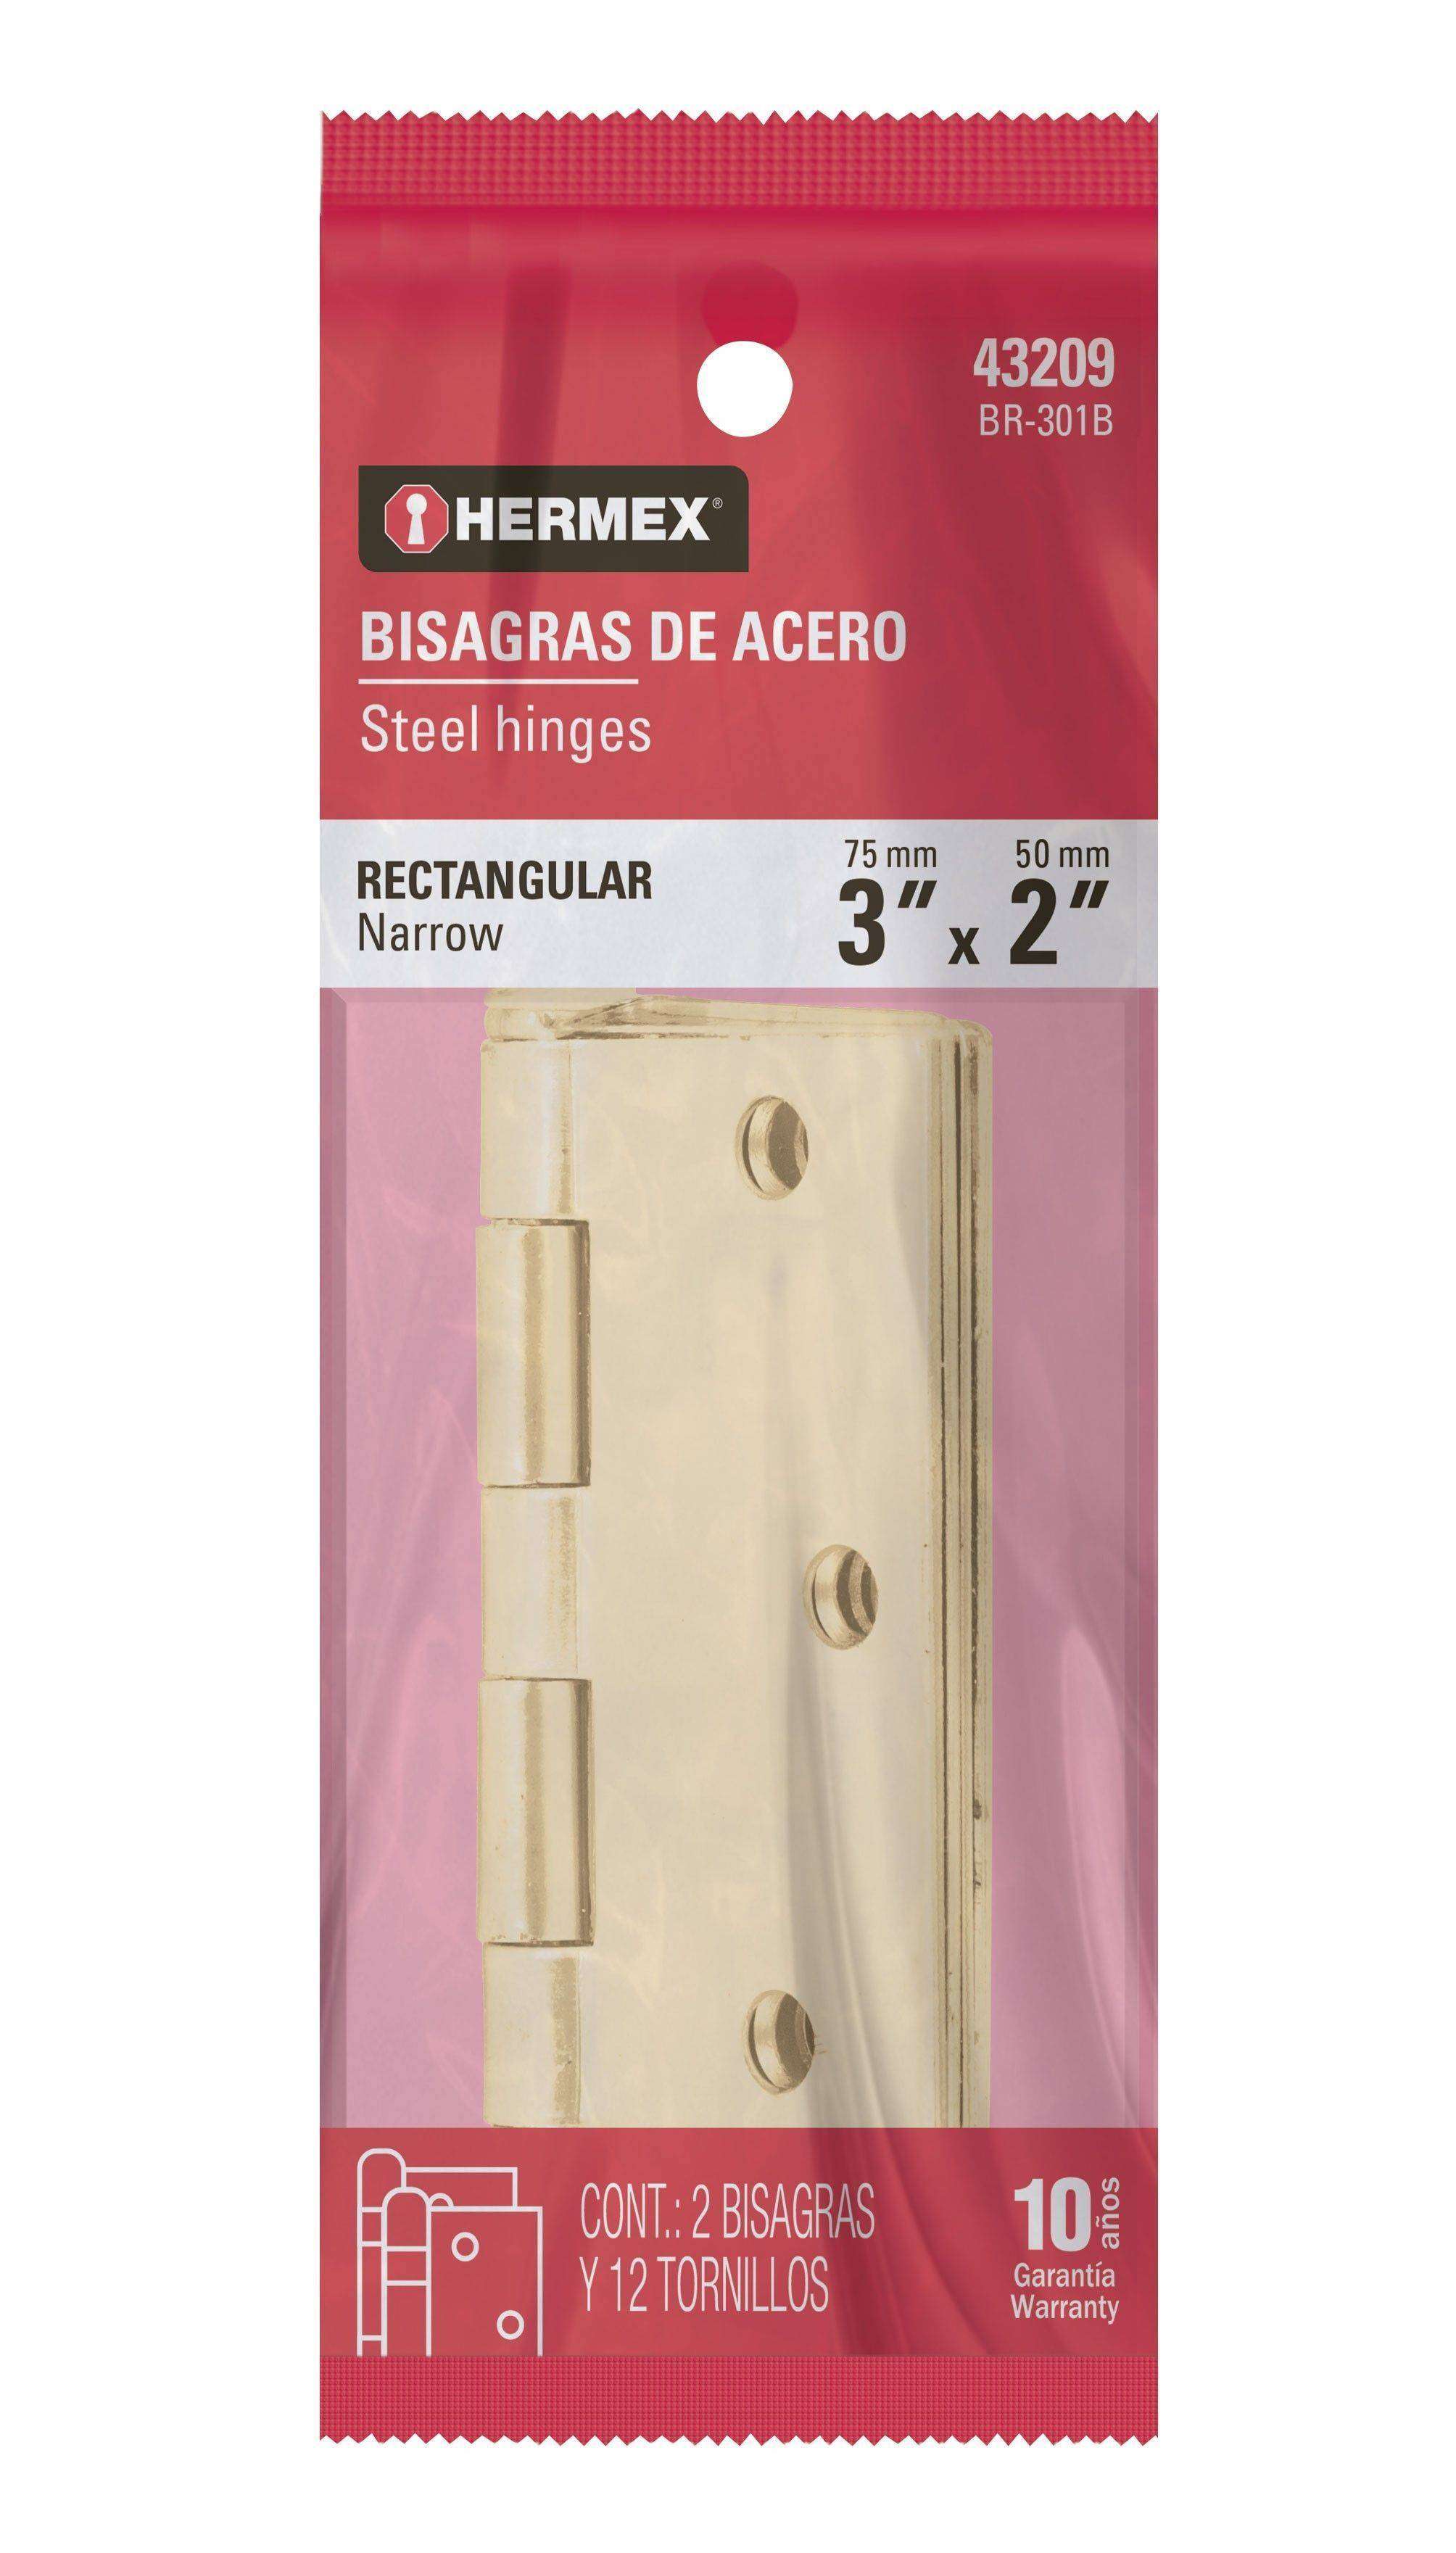 43209
BR-301B
HERMEX®
BISAGRAS DE ACERO
Steel hinges
RECTANGULAR
Narrow
75 mm 50 mm
3" x 2"
CONT.: 2 BISAGRAS
Y 12 TORNILLOS
10 años
Garantía
Warranty